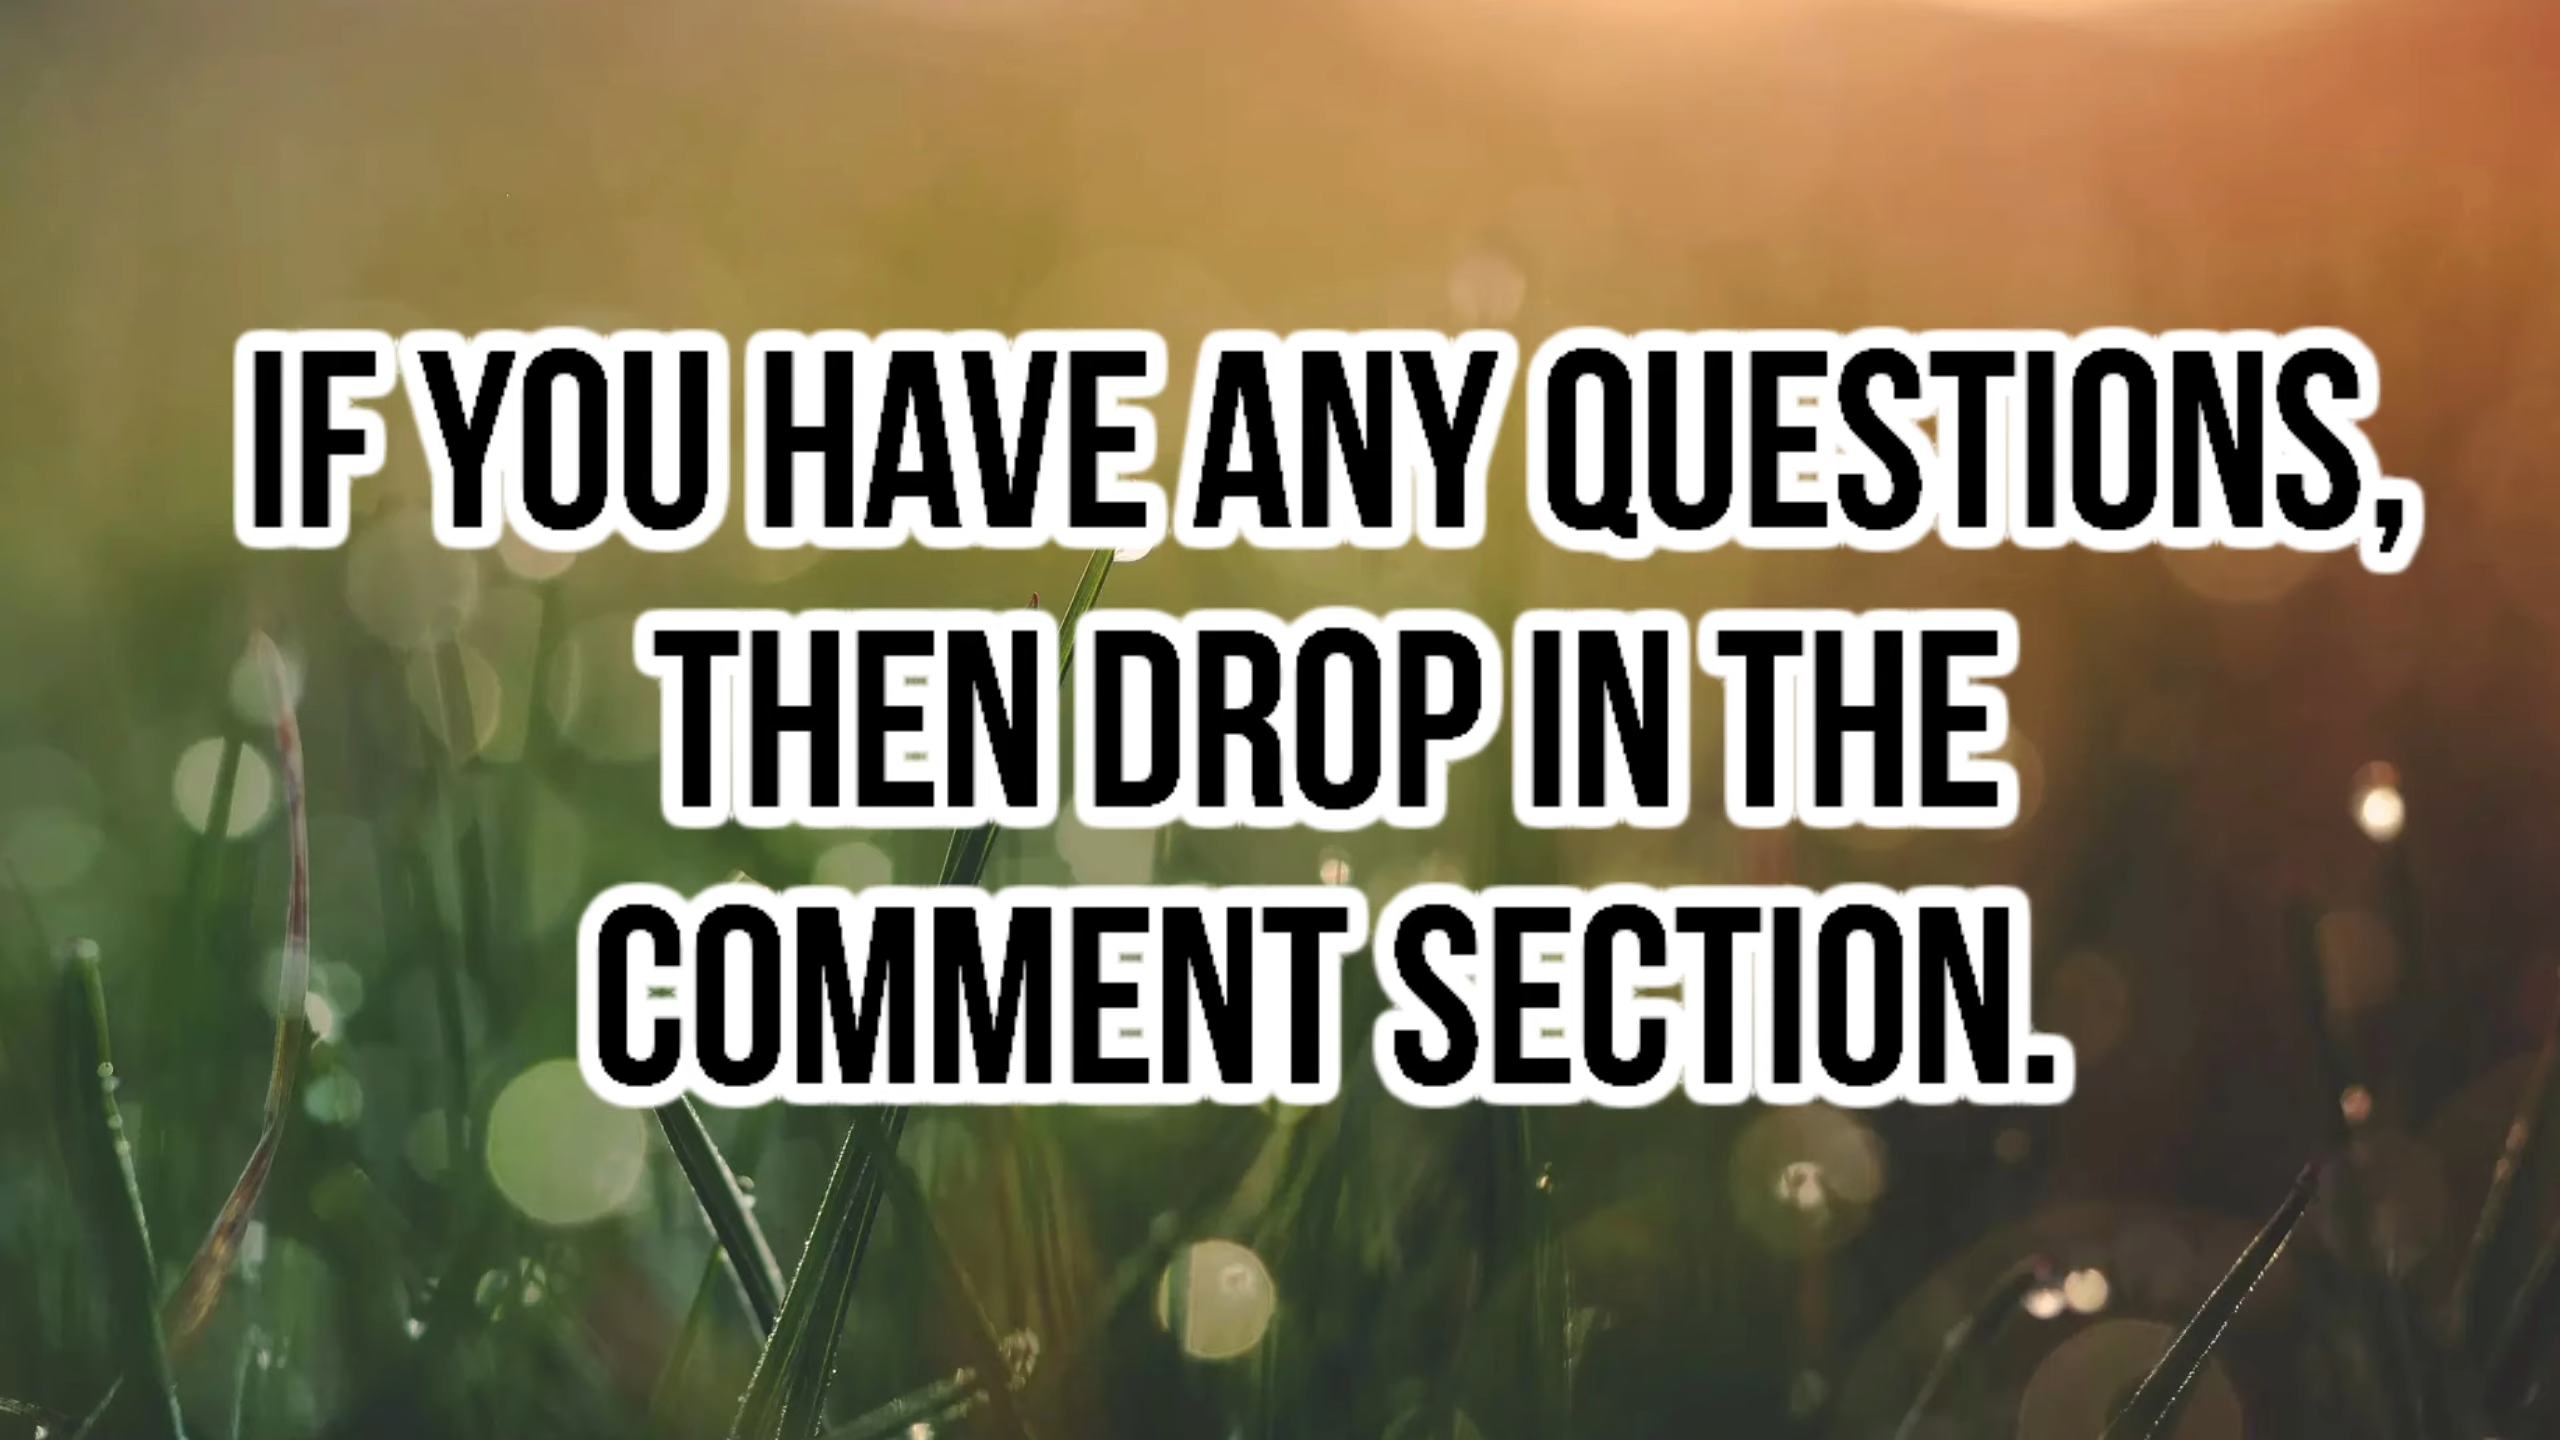 IF YOU HAVE ANY QUESTIONS,
THEN DROP IN THE
COMMENT SECTION.